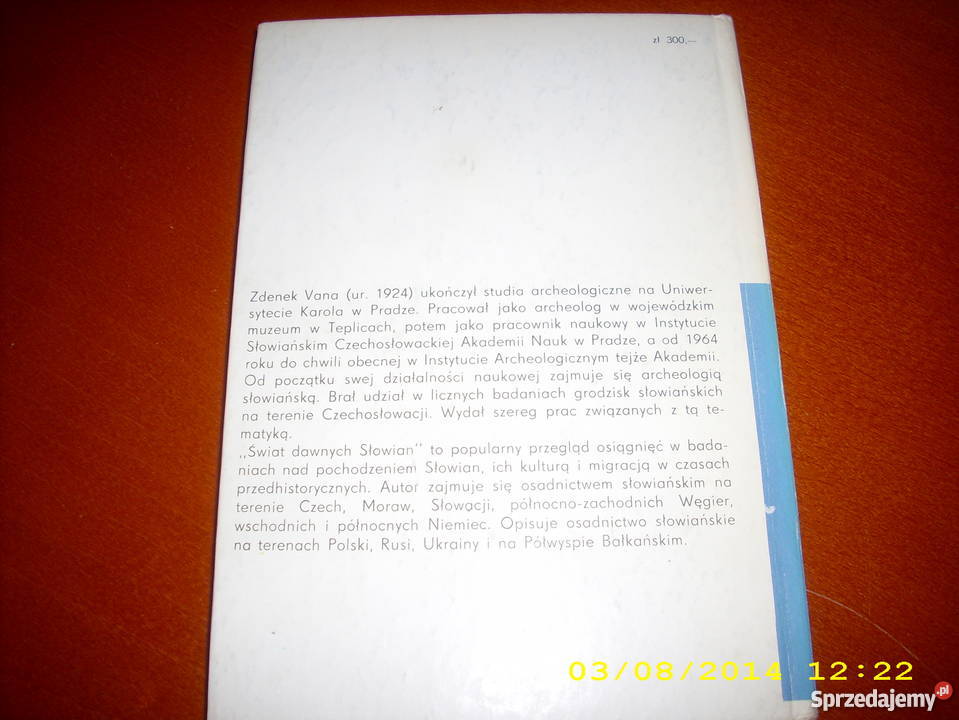 zł 300,—
Zdenek Vana (ur. 1924) ukończył studia archeologiczne na Uniwer-
sytecie Karola w Pradze. Pracował jako archeolog w wojewódzkim
muzeum w Teplicach, potem jako pracownik naukowy w Instytucie
Słowiańskim Czechosłowackiej Akademii Nauk w Pradze, a od 1964
roku do chwili obecnej w Instytucie Archeologicznym tejże Akademii.
Od początku swej działalności naukowej zajmuje się archeologią
słowiańską. Brał udział w licznych badaniach grodzisk słowiańskich
na terenie Czechosłowacji. Wydał szereg prac związanych z tą te-
matyką.
„Świat dawnych Słowian" to popularny przegląd osiągnięć w bada-
niach nad pochodzeniem Słowian, ich kulturą i migracją w czasach
przedhistorycznych. Autor zajmuje się osadnictwem słowiańskim na
terenie Czech, Moraw, Słowacji, północno-zachodnich Węgier,
wschodnich i północnych Niemiec. Opisuje osadnictwo słowiańskie
na terenach Polski, Rusi, Ukrainy i na Półwyspie Bałkańskim.
03/08/2014 12:22
Sprzedajemy.pl